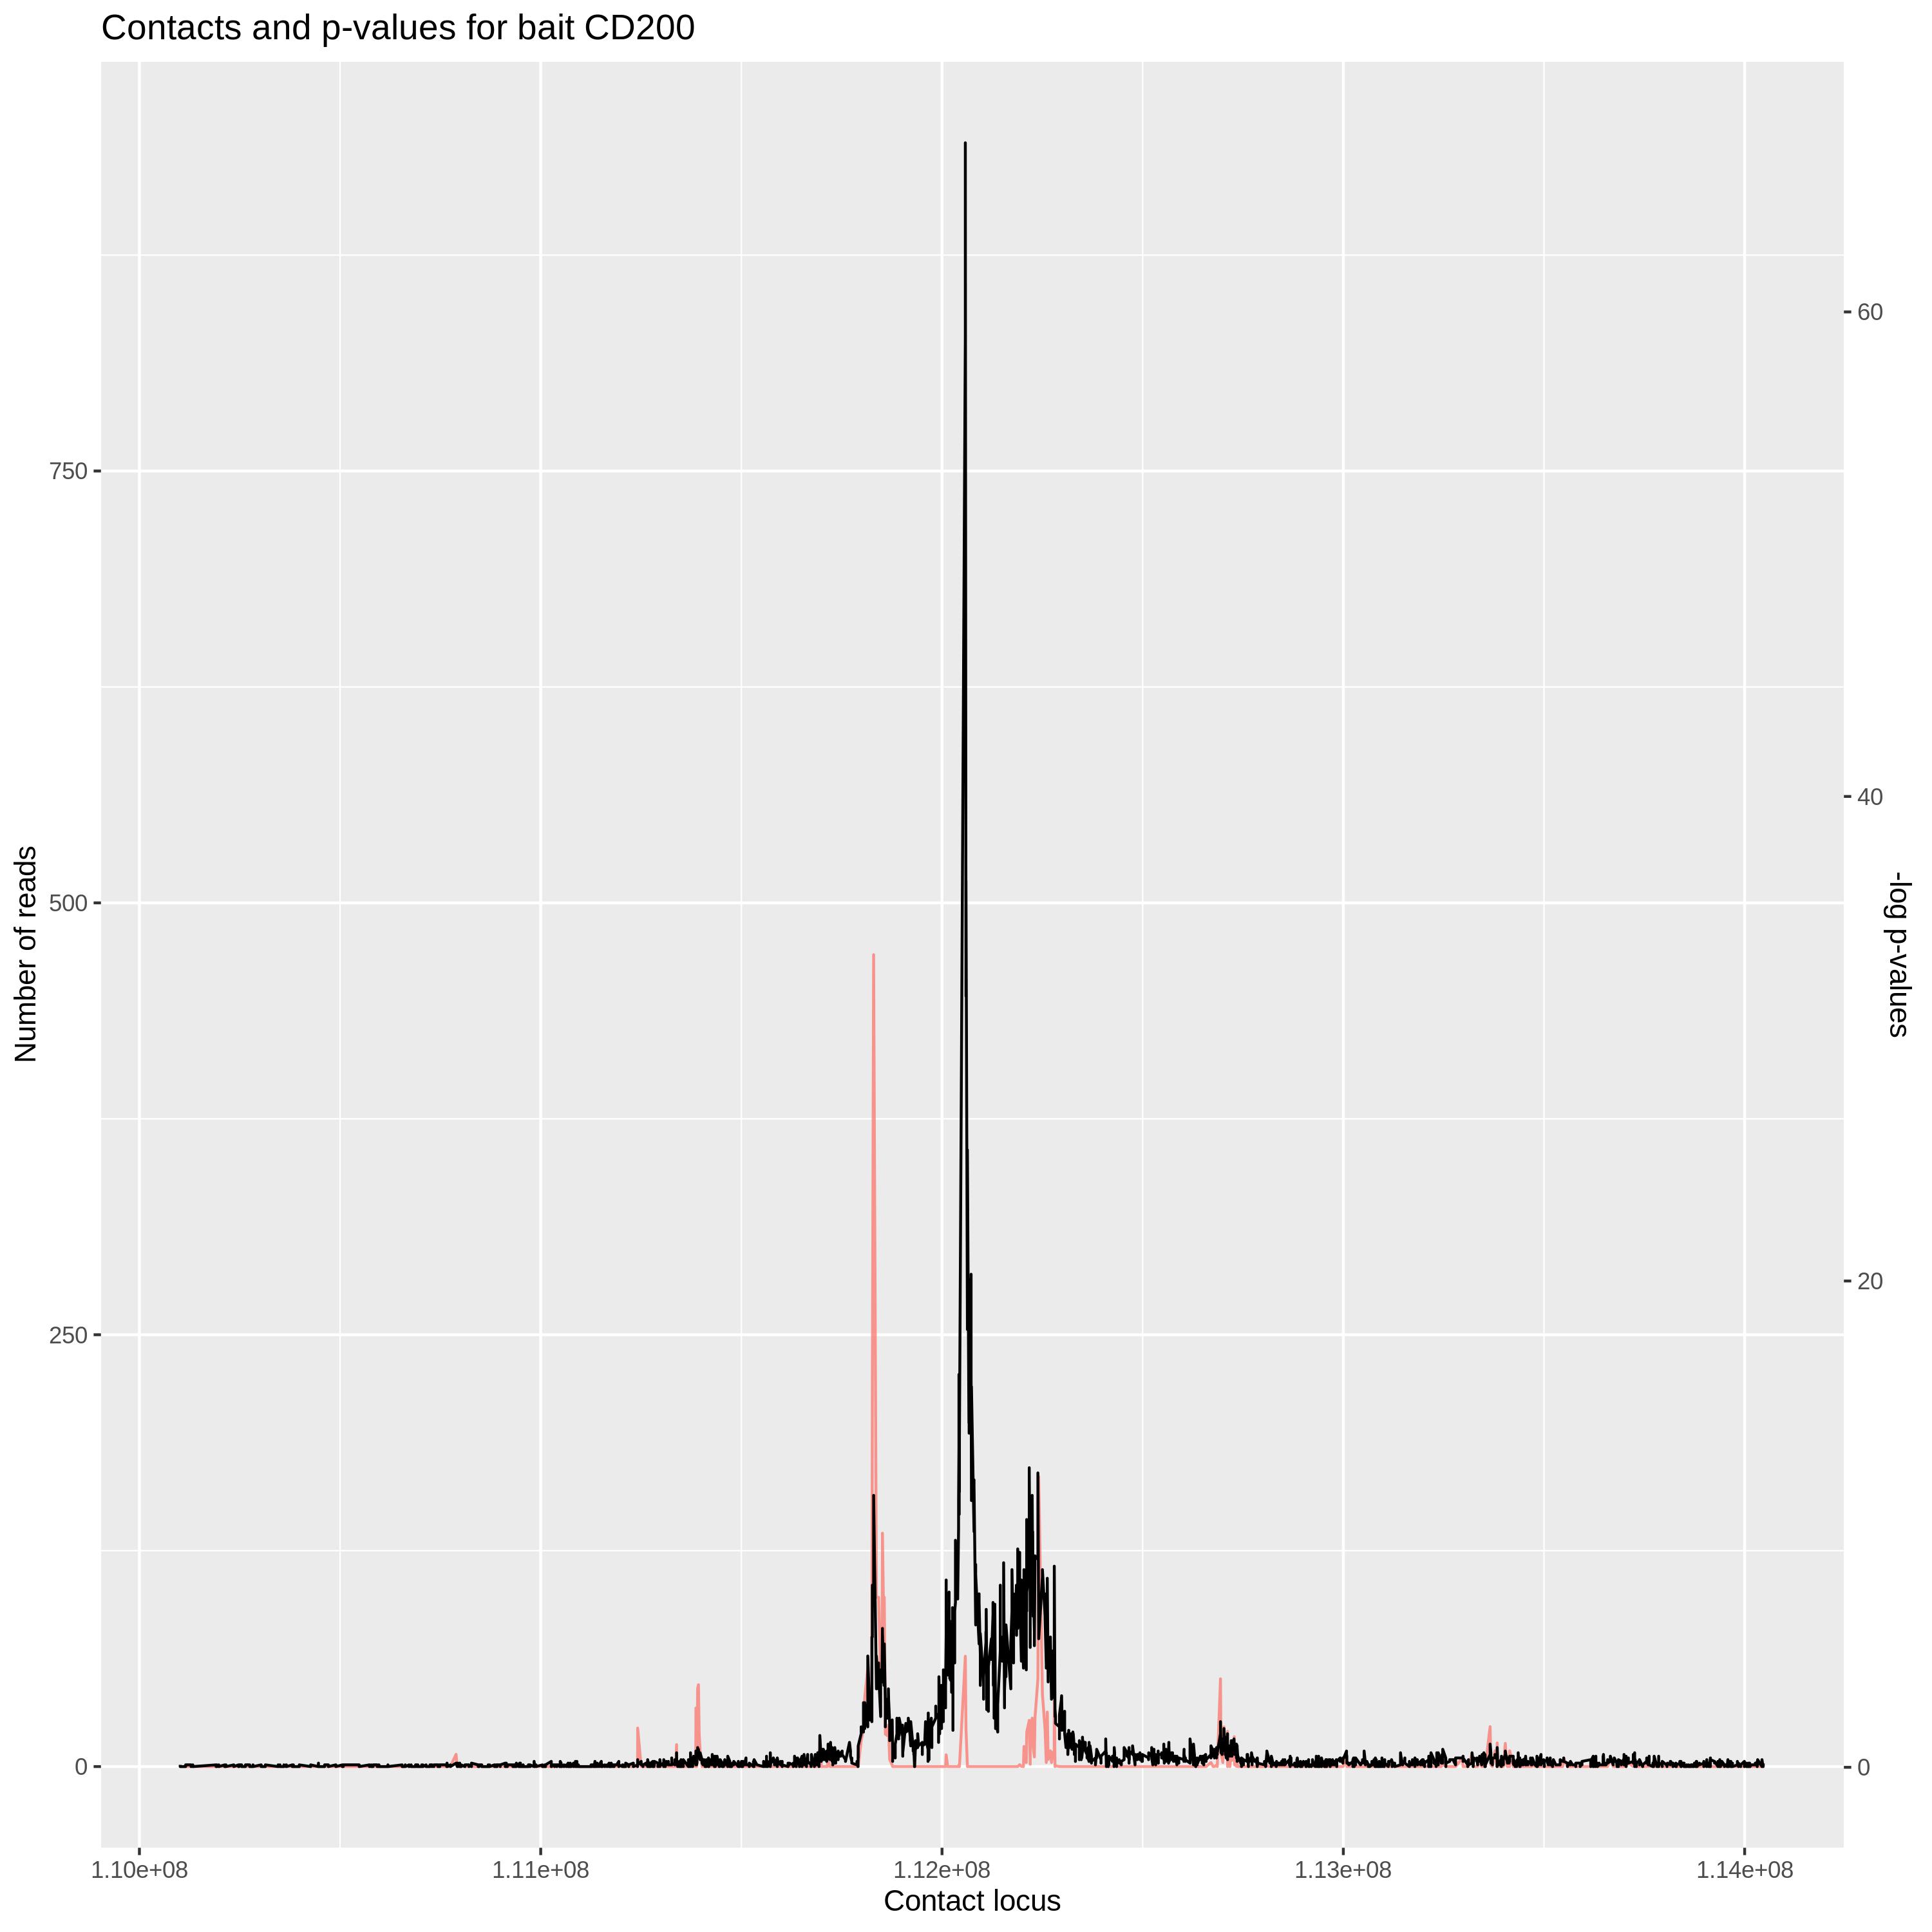 Contacts and p-values for bait CD200
Number of reads
750
500
250
0
60
40
20
0
-log p-values
1.10e+08
1.11e+08
1.12e+08
1.13e+08
1.14e+08
Contact locus